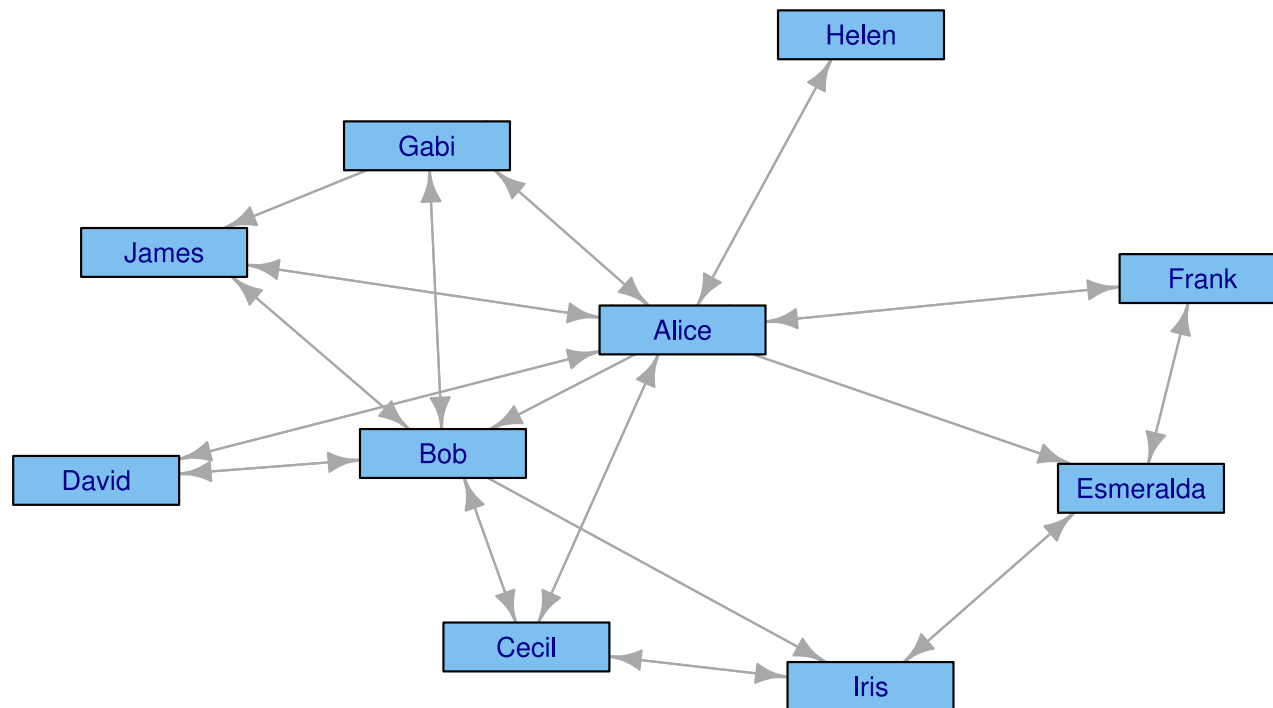 Helen
Gabi
James
Frank
Alice
Bob
David
Esmeralda
Cecil
Iris